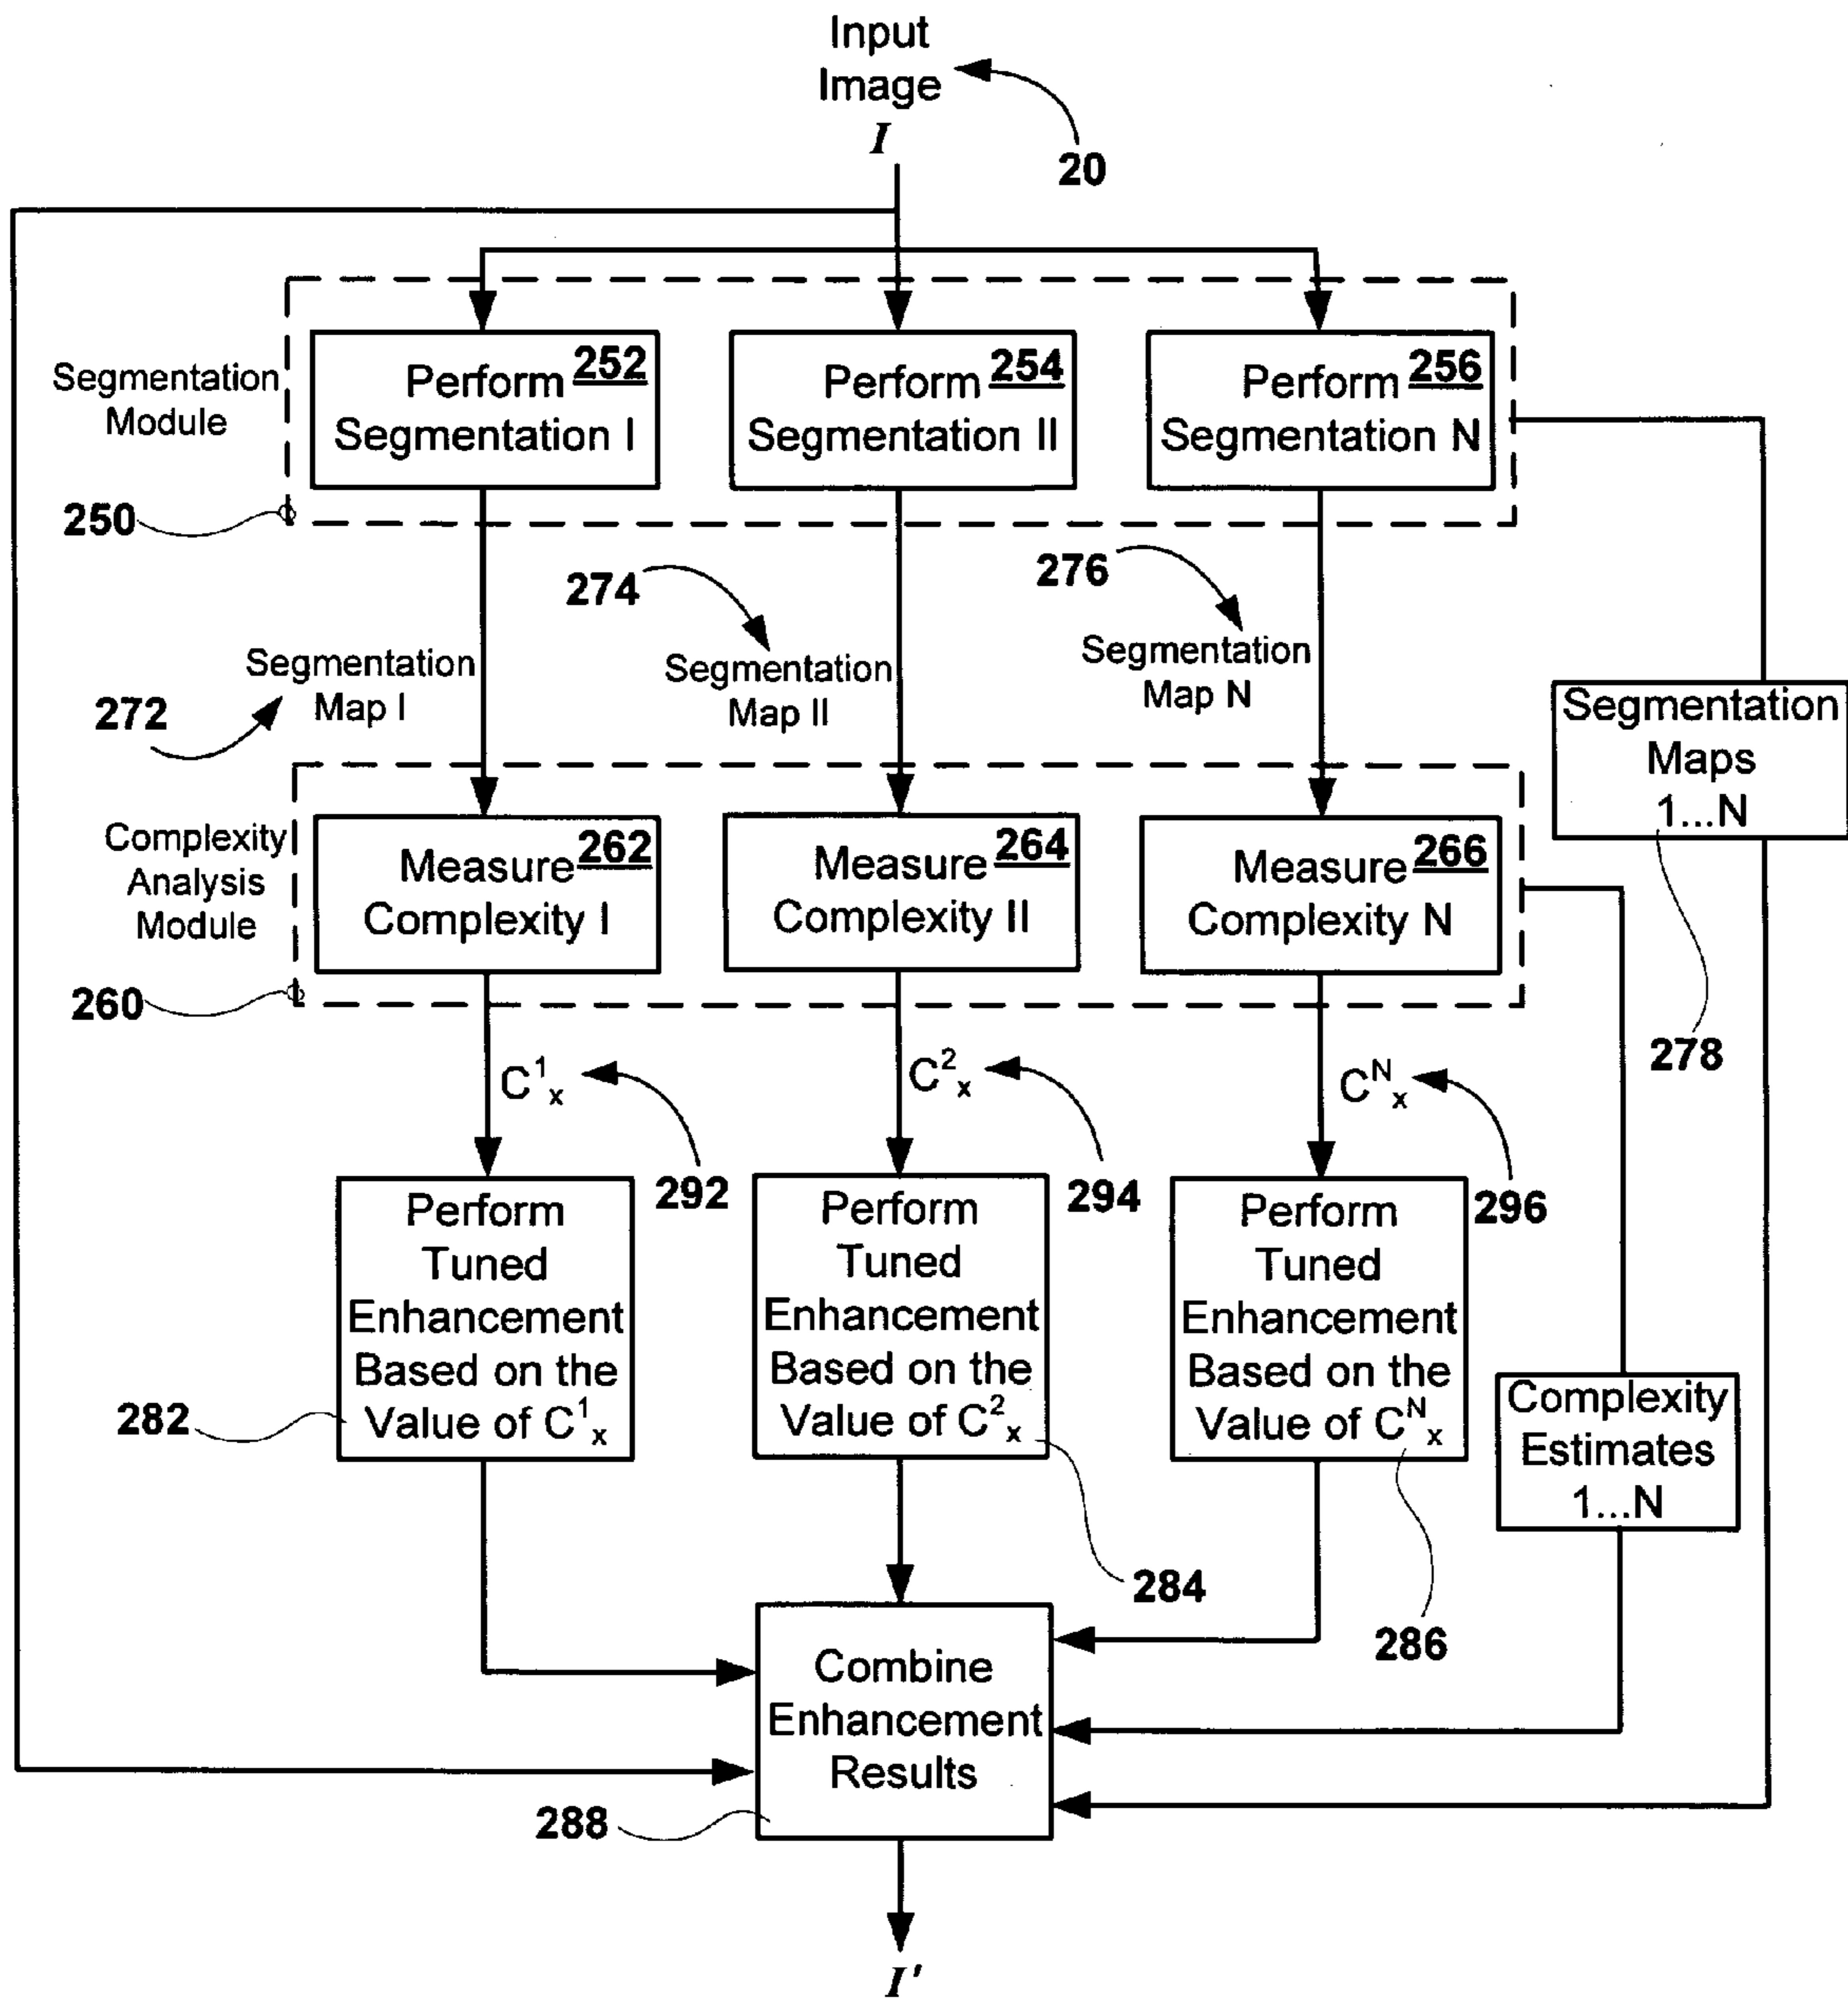 Input
Image
I
20
Segmentation
Module
250
Perform 252
Segmentation I
Perform 254
Segmentation II
Perform 256
Segmentation N
272
Segmentation
Map I
274
Segmentation
Map II
276
Segmentation
Map N
Segmentation
Maps
1...N
278
Complexity
Analysis
Module
260
Measure 262
Complexity I
Measure 264
Complexity II
Measure 266
Complexity N
C¹ₓ
292
C²ₓ
294
Cᴺₓ
296
Perform
Tuned
Enhancement
Based on the
Value of C¹ₓ
282
Perform
Tuned
Enhancement
Based on the
Value of C²ₓ
284
Perform
Tuned
Enhancement
Based on the
Value of Cᴺₓ
286
Complexity
Estimates
1...N
Combine
Enhancement
Results
288
I'